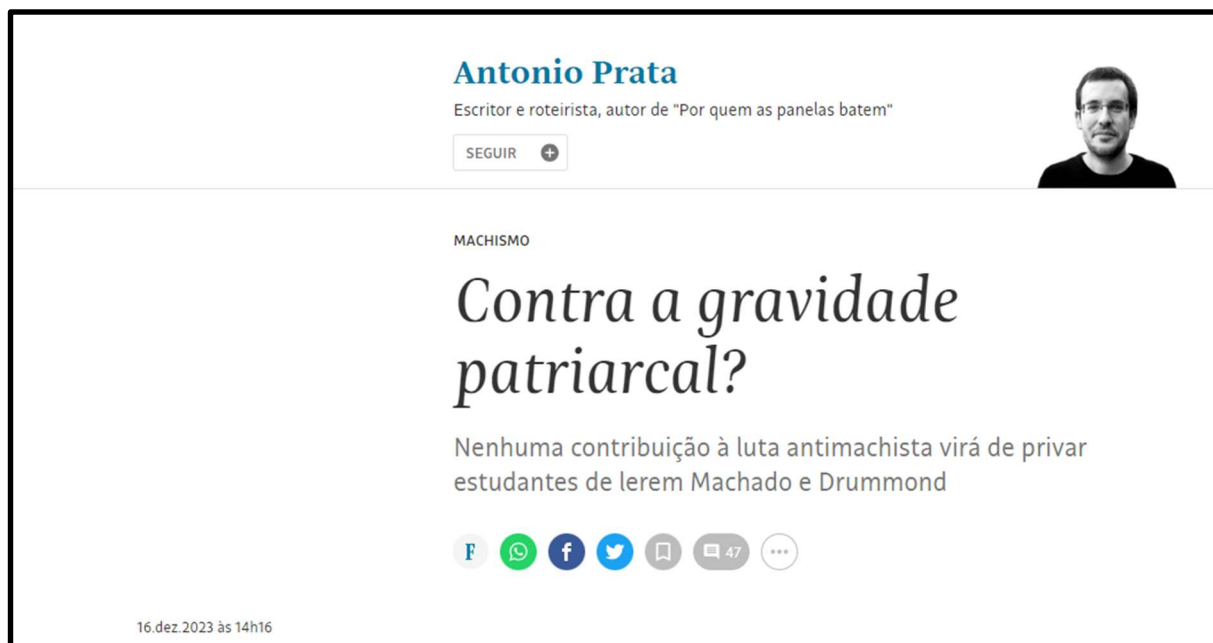 Antonio Prata
Escritor e roteirista, autor de "Por quem as panelas batem"
SEGUIR
MACHISMO
Contra a gravidade
patriarcal?
Nenhuma contribuição à luta antimachista virá de privar
estudantes de lerem Machado e Drummond
F f 47
16.dez.2023 às 14h16